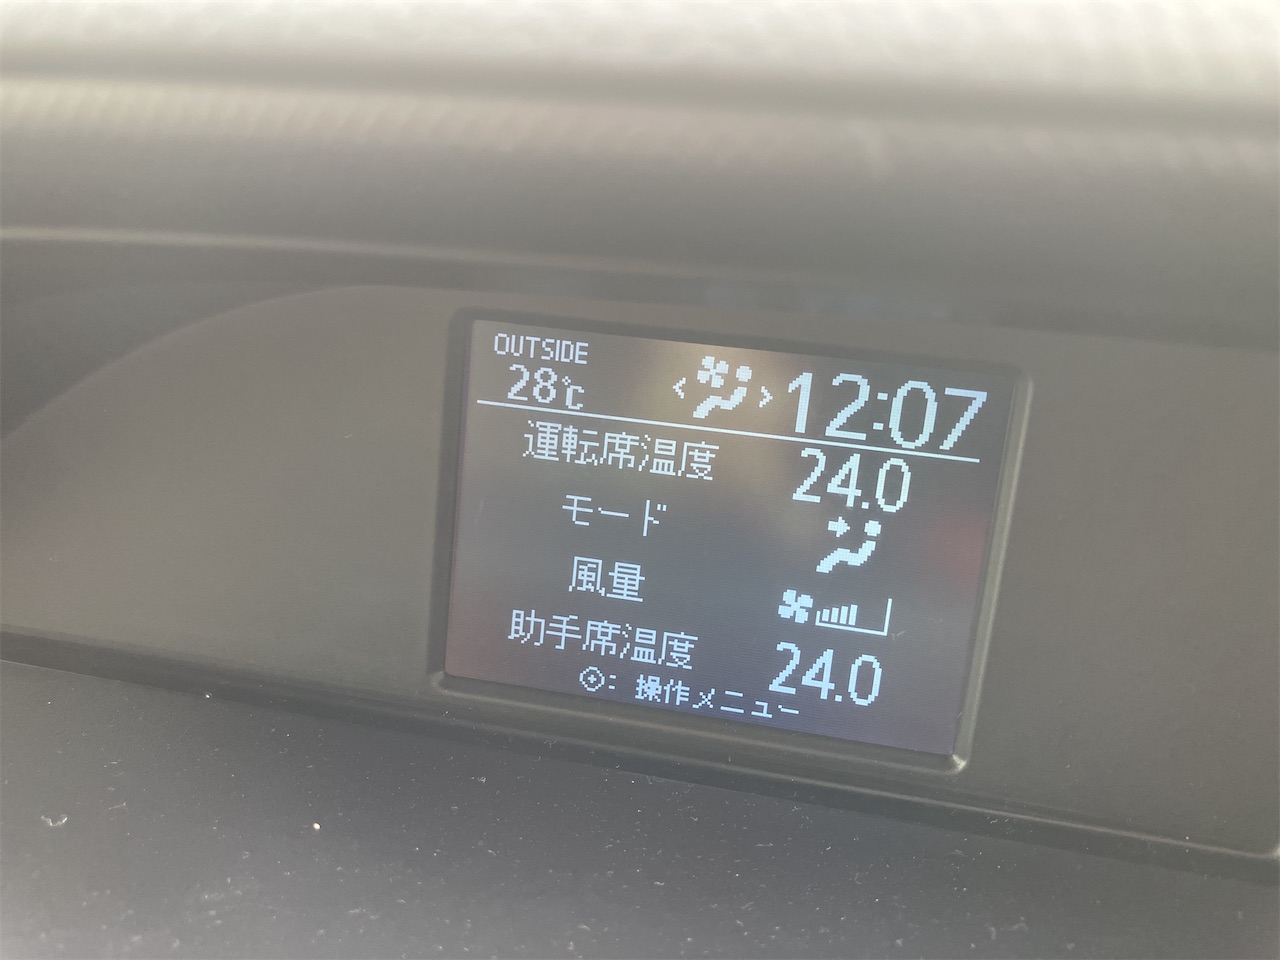 OUTSIDE
28℃ < > 12:07
運転席温度 24.0
モード
風量
助手席温度 24.0
: 操作メニュー